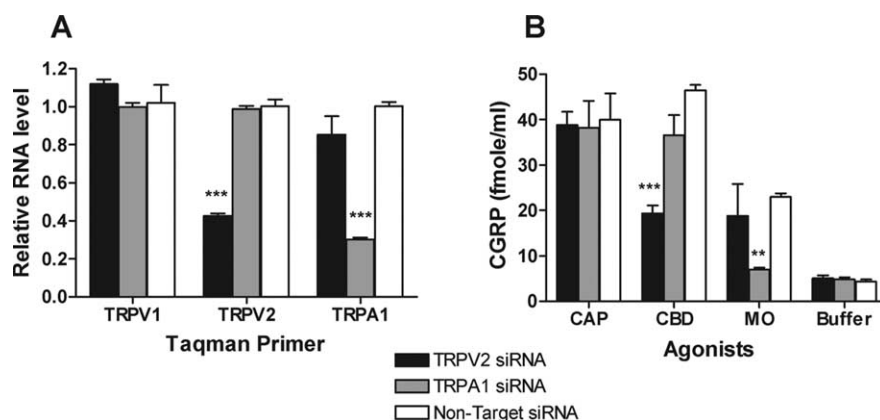 A
Relative RNA level
1.2
1.0
0.8
0.6
0.4
0.2
0.0
***
***
TRPV1 TRPV2 TRPA1
Taqman Primer
B
CGRP (fmole/ml)
50
40
30
20
10
0
***
**
CAP CBD MO Buffer
Agonists
TRPV2 siRNA
TRPA1 siRNA
Non-Target siRNA